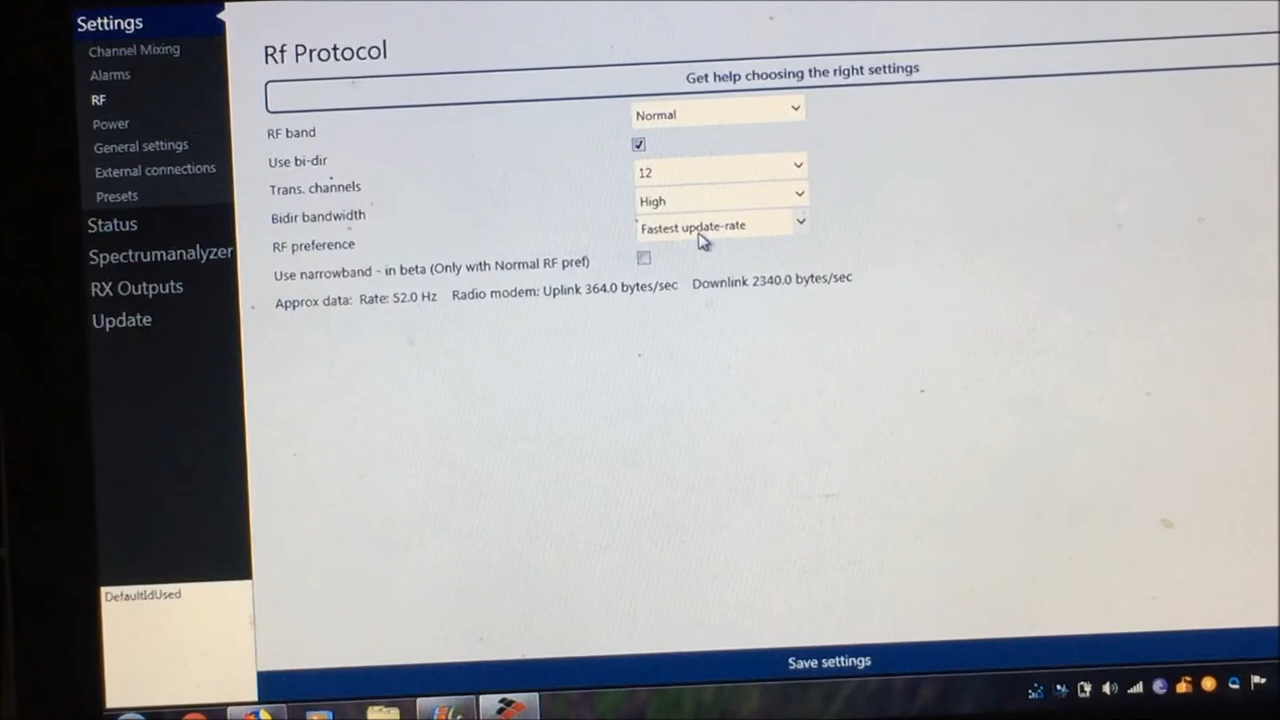 Settings
Channel Mixing
Alarms
RF
Power
General settings
External connections
Presets
Status
Spectrumanalyzer
RX Outputs
Update
DefaultIdUsed
Rf Protocol
Get help choosing the right settings
RF band Normal
Use bi-dir
Trans. channels 12
Bidir bandwidth High
RF preference Fastest update-rate
Use narrowband - in beta (Only with Normal RF pref)
Approx data: Rate: 52.0 Hz Radio modem: Uplink 364.0 bytes/sec Downlink 2340.0 bytes/sec
Save settings